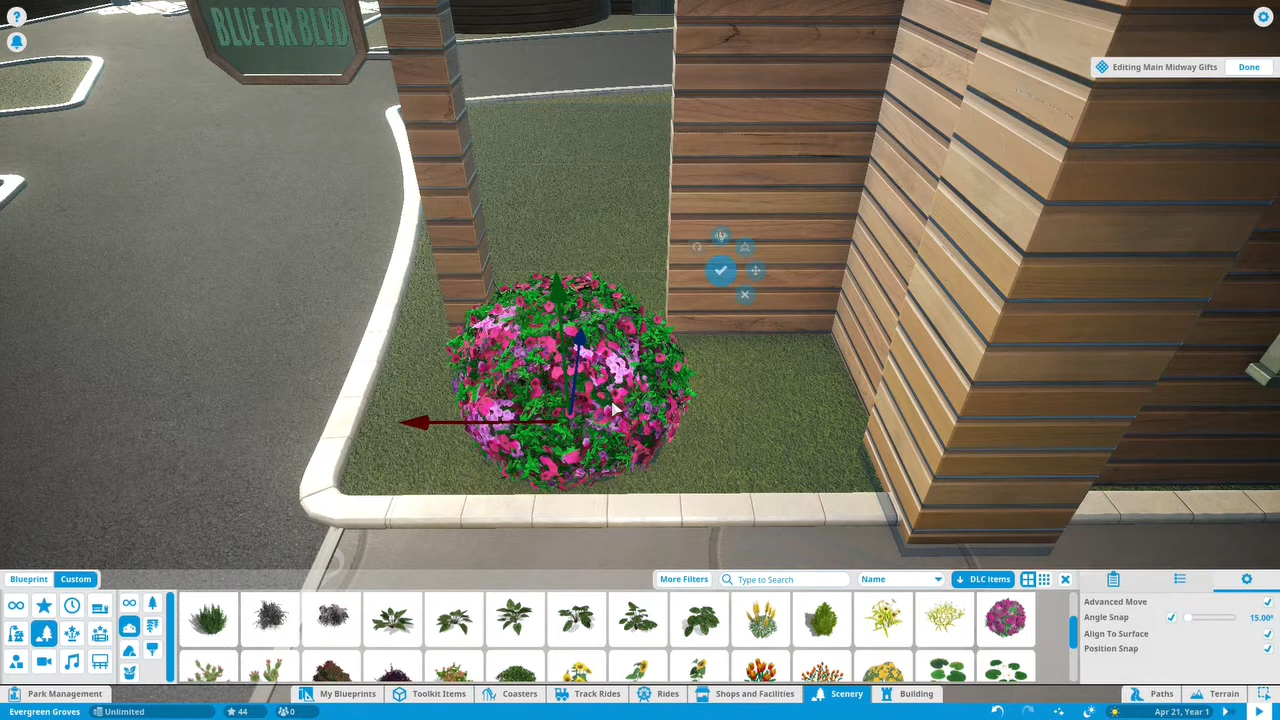 BLUE FIR BLVD
Editing Main Midway Gifts
Done
Blueprint
Custom
More Filters
Type to Search
Name
DLC items
Advanced Move
Angle Snap
15.00°
Align To Surface
Position Snap
Park Management
My Blueprints
Toolkit Items
Coasters
Track Rides
Rides
Shops and Facilities
Scenery
Building
Paths
Terrain
Evergreen Groves
Unlimited
44
0
Apr 21, Year 1